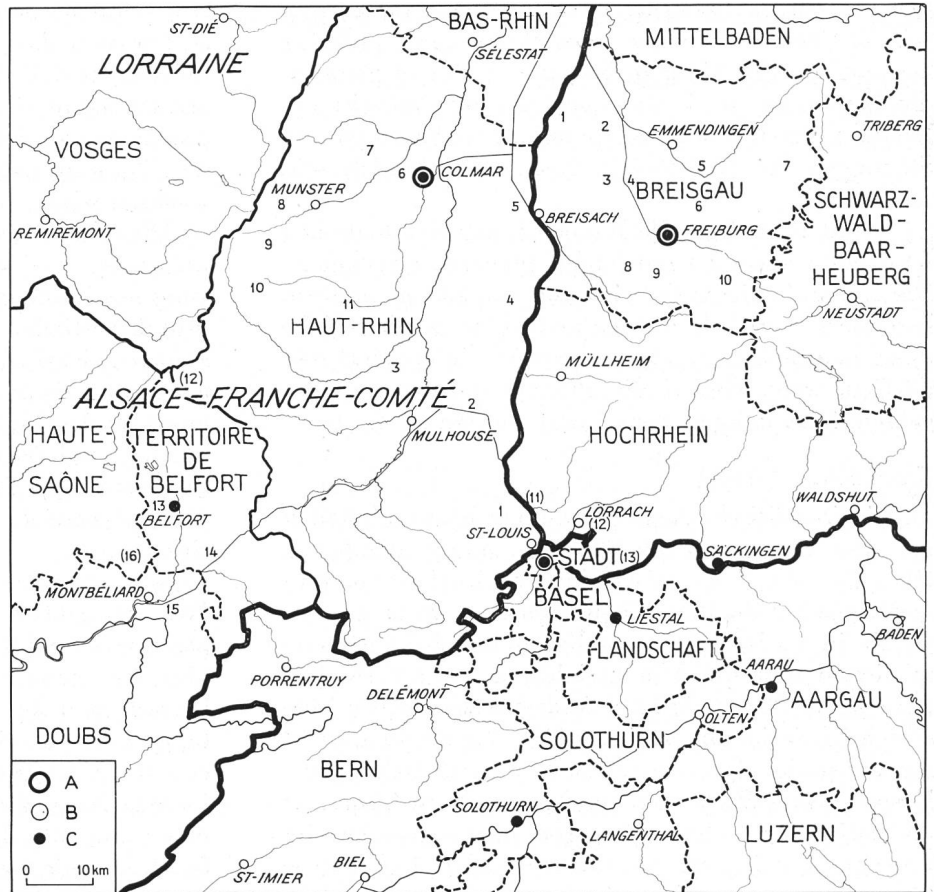 BAS-RHIN
ST-DIÉ
SÉLESTAT
MITTELBADEN
LORRAINE
TRIBERG
1
2
EMMENDINGEN
VOSGES
7
5
7
6
COLMAR
3
4
BREISGAU
MUNSTER
8
5
BREISACH
6
SCHWARZ-
WALD-
BAAR-
HEUBERG
REMIREMONT
FREIBURG
9
8
9
10
10
11
4
NEUSTADT
HAUT-RHIN
MÜLLHEIM
3
(12)
ALSACE-FRANCHE-COMTÉ
2
MULHOUSE
HOCHRHEIN
HAUTE-
SAÔNE
TERRITOIRE
DE
BELFORT
13
BELFORT
1
(11)
LÖRRACH
(12)
WALDSHUT
ST-LOUIS
(16)
14
STADT
(13)
SÄCKINGEN
MONTBÉLIARD
15
BASEL
LIESTAL
BADEN
LANDSCHAFT
AARAU
PORRENTRUY
DELÉMONT
AARGAU
OLTEN
DOUBS
SOLOTHURN
BERN
A
B
C
SOLOTHURN
LANGENTHAL
LUZERN
0 10 km
BIEL
ST-IMIER